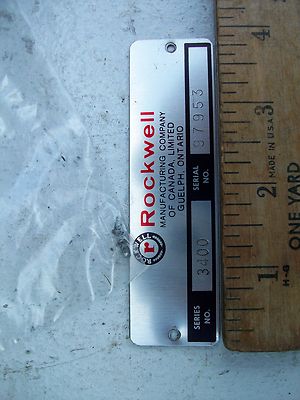 Rockwell
MANUFACTURING COMPANY
OF CANADA, LIMITED
GUELPH, ONTARIO
ROCKWELL
r
SERIES
NO.
3400
SERIAL
NO.
97953
1
2
3
4
MADE IN U.S.A
H-G
ONE YARD